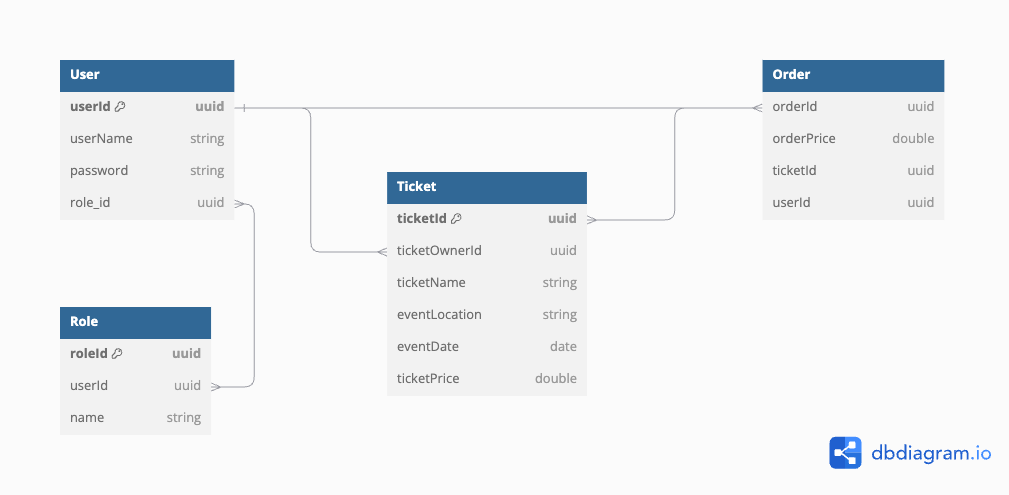 User
userId uuid
userName string
password string
role_id uuid
Order
orderId uuid
orderPrice double
ticketId uuid
userId uuid
Ticket
ticketId uuid
ticketOwnerId uuid
ticketName string
eventLocation string
eventDate date
ticketPrice double
Role
roleId uuid
userId uuid
name string
dbdiagram.io